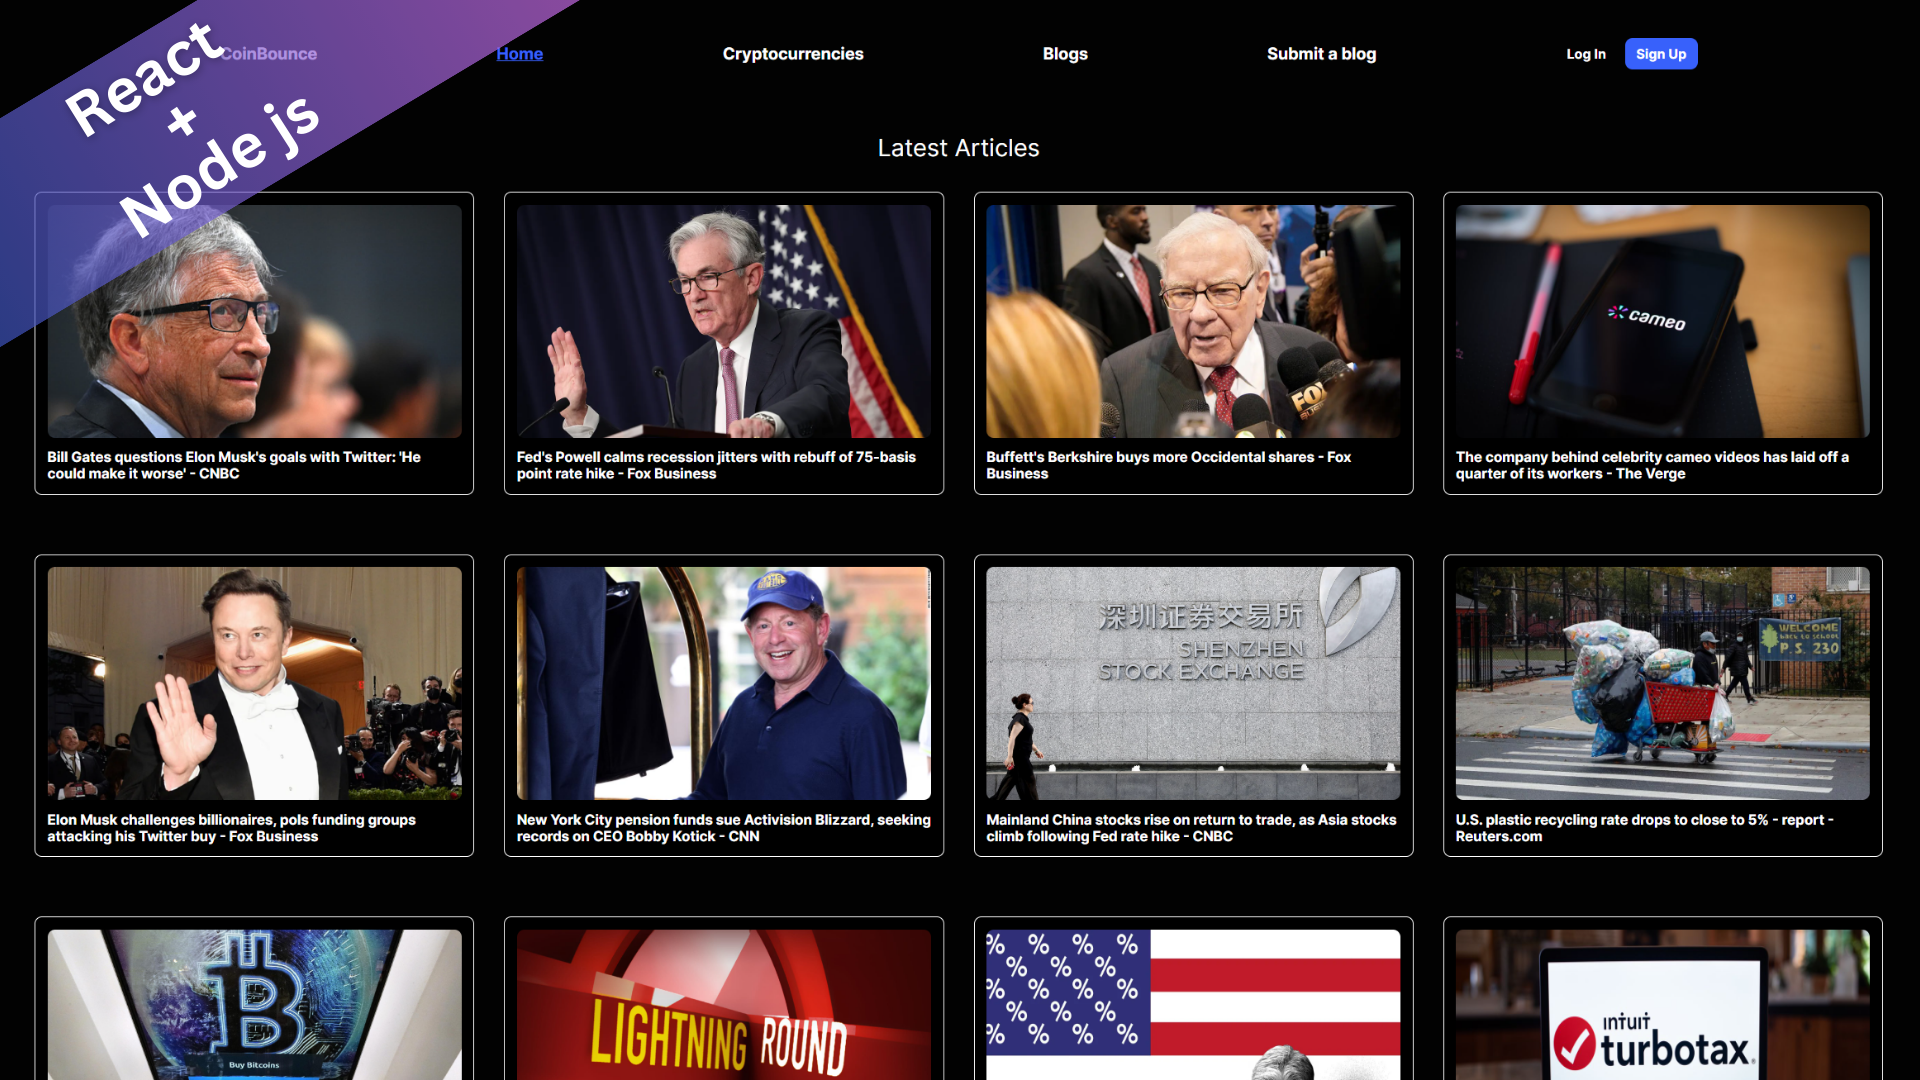 React
+
Node js
CoinBounce
Home
Cryptocurrencies
Blogs
Submit a blog
Log In
Sign Up
Latest Articles
Bill Gates questions Elon Musk's goals with Twitter: 'He
could make it worse' - CNBC
Fed's Powell calms recession jitters with rebuff of 75-basis
point rate hike - Fox Business
FOX
Buffett's Berkshire buys more Occidental shares - Fox
Business
cameo
The company behind celebrity cameo videos has laid off a
quarter of its workers - The Verge
Elon Musk challenges billionaires, pols funding groups
attacking his Twitter buy - Fox Business
New York City pension funds sue Activision Blizzard, seeking
records on CEO Bobby Kotick - CNN
深圳证券交易所
SHENZHEN
STOCK EXCHANGE
Mainland China stocks rise on return to trade, as Asia stocks
climb following Fed rate hike - CNBC
WELCOME
back to school
P.S. 230
U.S. plastic recycling rate drops to close to 5% - report -
Reuters.com
Buy Bitcoins
LIGHTNING ROUND
% % % %
% % %
% % % %
% % %
% % % %
intuit
turbotax.